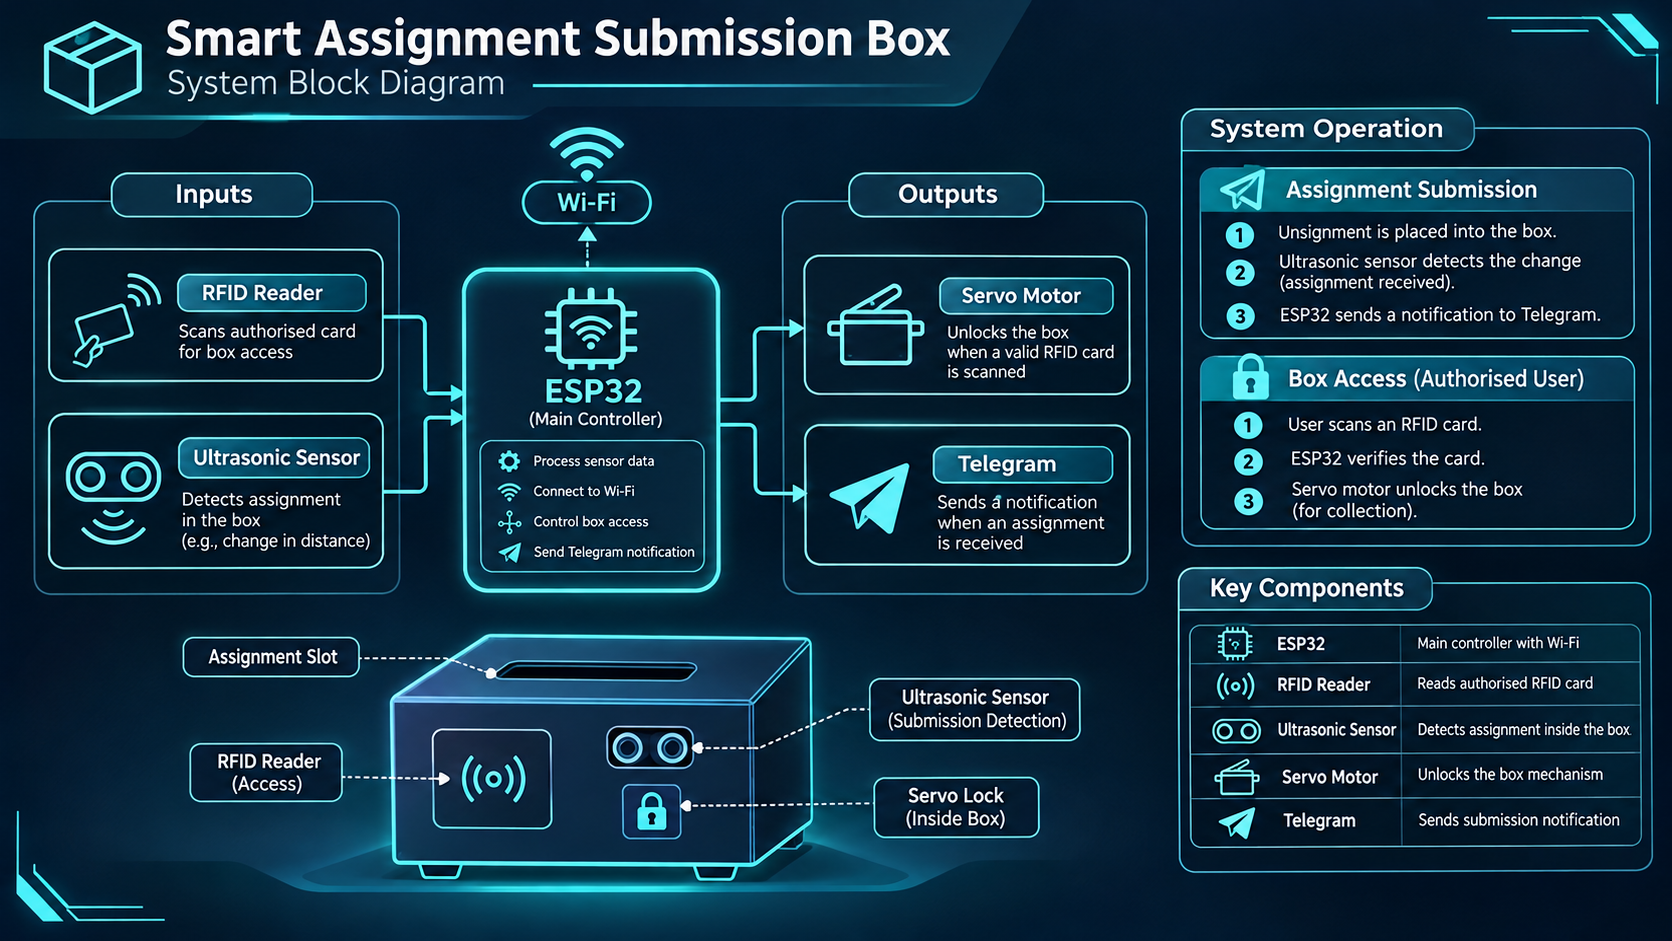 Smart Assignment Submission Box
System Block Diagram
Wi-Fi
Inputs
RFID Reader
Scans authorised card
for box access
Ultrasonic Sensor
Detects assignment
in the box
(e.g., change in distance)
ESP32
(Main Controller)
Process sensor data
Connect to Wi-Fi
Control box access
Send Telegram notification
Outputs
Servo Motor
Unlocks the box
when a valid RFID card
is scanned
Telegram
Sends a notification
when an assignment
is received
Assignment Slot
RFID Reader
(Access)
Ultrasonic Sensor
(Submission Detection)
Servo Lock
(Inside Box)
System Operation
Assignment Submission
1 Unsignment is placed into the box.
2 Ultrasonic sensor detects the change
(assignment received).
3 ESP32 sends a notification to Telegram.
Box Access (Authorised User)
1 User scans an RFID card.
2 ESP32 verifies the card.
3 Servo motor unlocks the box
(for collection).
Key Components
ESP32 Main controller with Wi-Fi
RFID Reader Reads authorised RFID card
Ultrasonic Sensor Detects assignment inside the box.
Servo Motor Unlocks the box mechanism
Telegram Sends submission notification